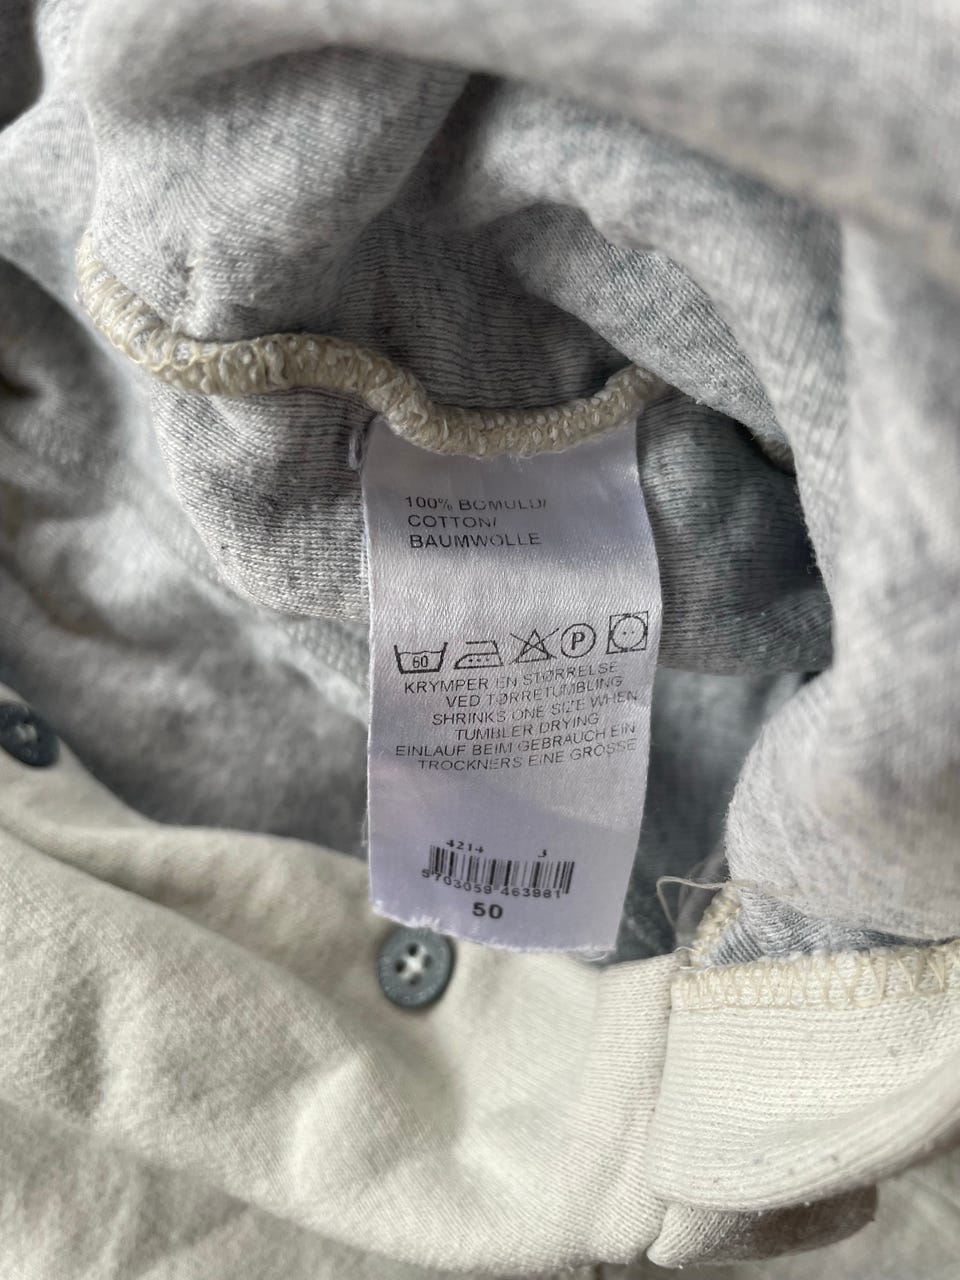 100% BOMULD/
COTTON/
BAUMWOLLE
60 P
KRYMPER EN STØRRELSE
VED TØRRETUMBLING
SHRINKS ONE SIZE WHEN
TUMBLER DRYING
EINLAUF BEIM GEBRAUCH EIN
TROCKNERS EINE GRÖSSE
4214 3
5703059 463981
50